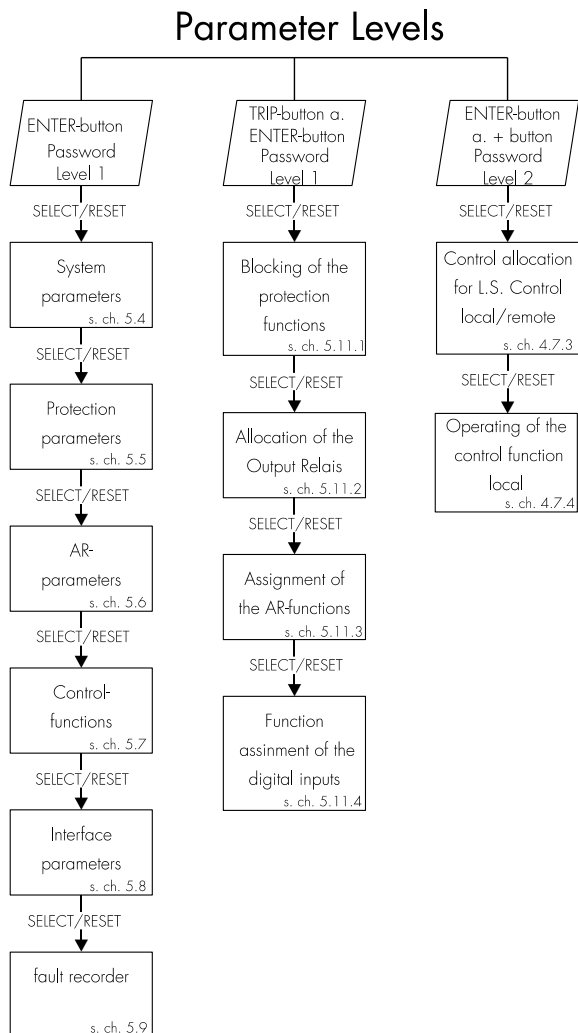 Parameter Levels
ENTER-button
Password
Level 1
SELECT/RESET
System
parameters
s. ch. 5.4
SELECT/RESET
Protection
parameters
s. ch. 5.5
SELECT/RESET
AR-
parameters
s. ch. 5.6
SELECT/RESET
Control-
functions
s. ch. 5.7
SELECT/RESET
Interface
parameters
s. ch. 5.8
SELECT/RESET
fault recorder
s. ch. 5.9
TRIP-button a.
ENTER-button
Password
Level 1
SELECT/RESET
Blocking of the
protection
functions
s. ch. 5.11.1
SELECT/RESET
Allocation of the
Output Relais
s. ch. 5.11.2
SELECT/RESET
Assignment of
the AR-functions
s. ch. 5.11.3
SELECT/RESET
Function
assinment of the
digital inputs
s. ch. 5.11.4
ENTER-button
a. + button
Password
Level 2
SELECT/RESET
Control allocation
for L.S. Control
local/remote
s. ch. 4.7.3
SELECT/RESET
Operating of the
control function
local
s. ch. 4.7.4